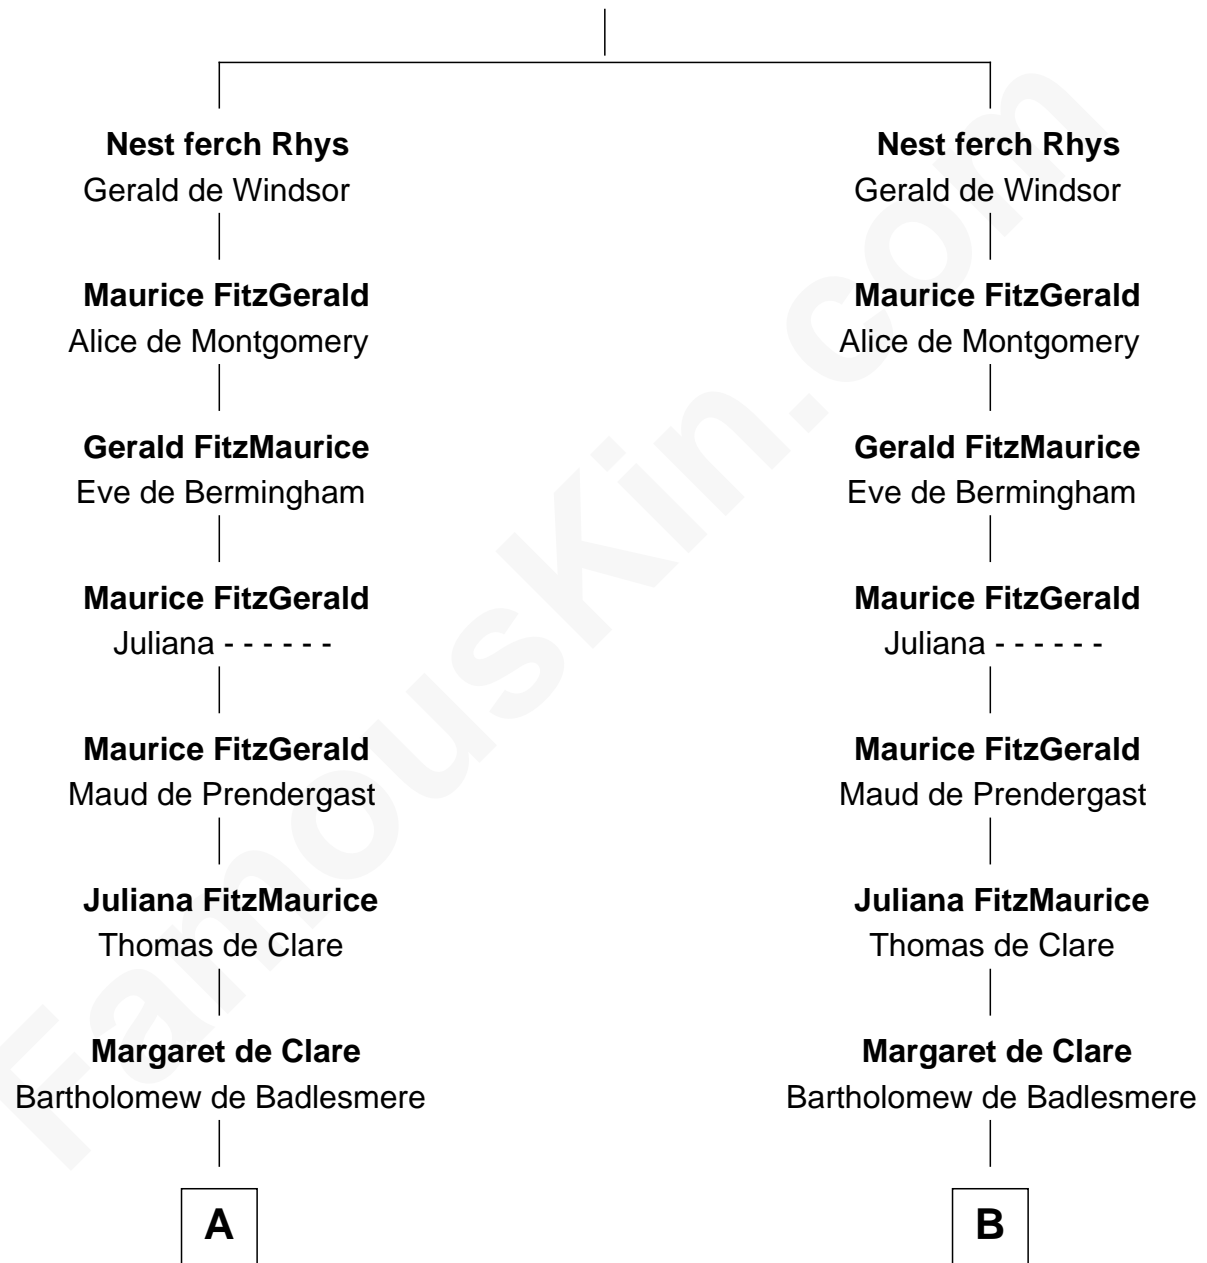 Nest ferch Rhys
Gerald de Windsor
Maurice FitzGerald
Alice de Montgomery
Gerald FitzMaurice
Eve de Bermingham
Maurice FitzGerald
Juliana - - - - - -
Maurice FitzGerald
Maud de Prendergast
Juliana FitzMaurice
Thomas de Clare
Margaret de Clare
Bartholomew de Badlesmere
A
Nest ferch Rhys
Gerald de Windsor
Maurice FitzGerald
Alice de Montgomery
Gerald FitzMaurice
Eve de Bermingham
Maurice FitzGerald
Juliana - - - - - -
Maurice FitzGerald
Maud de Prendergast
Juliana FitzMaurice
Thomas de Clare
Margaret de Clare
Bartholomew de Badlesmere
B
FamousKin.com